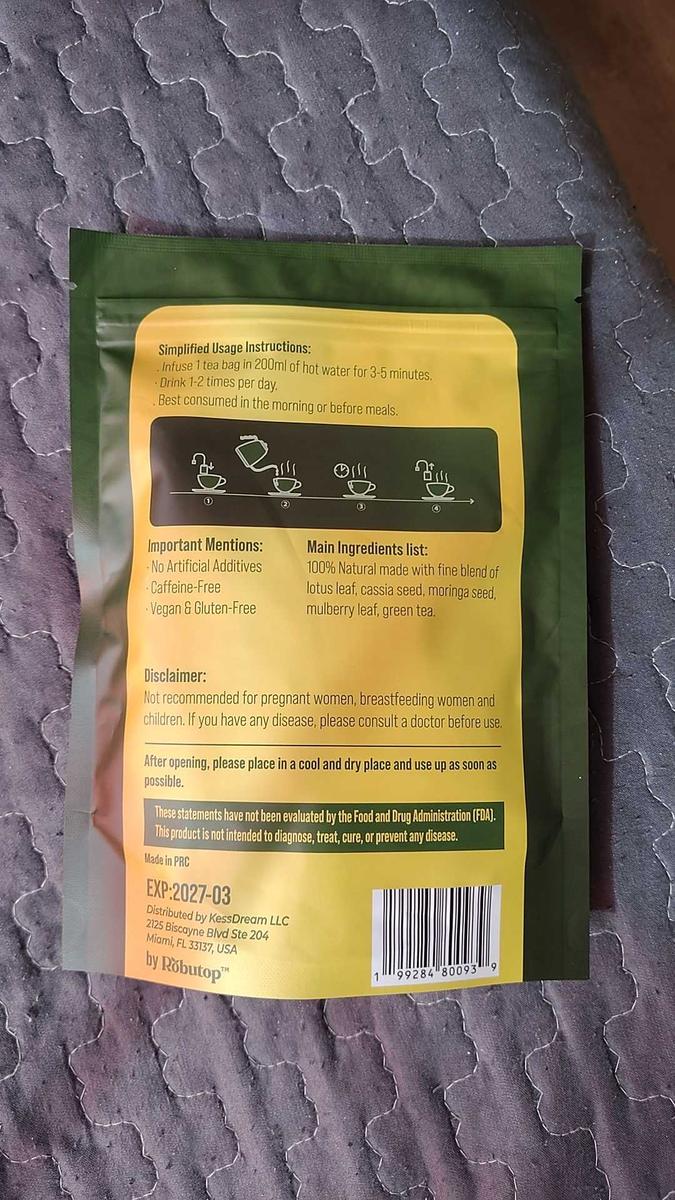 Simplified Usage Instructions:
. Infuse 1 tea bag in 200ml of hot water for 3-5 minutes.
· Drink 1-2 times per day.
. Best consumed in the morning or before meals.
1 2 3 4
Important Mentions:
· No Artificial Additives
· Caffeine-Free
· Vegan & Gluten-Free
Main Ingredients list:
100% Natural made with fine blend of
lotus leaf, cassia seed, moringa seed,
mulberry leaf, green tea.
Disclaimer:
Not recommended for pregnant women, breastfeeding women and
children. If you have any disease, please consult a doctor before use.
After opening, please place in a cool and dry place and use up as soon as
possible.
These statements have not been evaluated by the Food and Drug Administration (FDA).
This product is not intended to diagnose, treat, cure, or prevent any disease.
Made in PRC
EXP:2027-03
Distributed by KessDream LLC
2125 Biscayne Blvd Ste 204
Miami, FL 33137, USA
by Rõbutop™
1 99284 80093 9